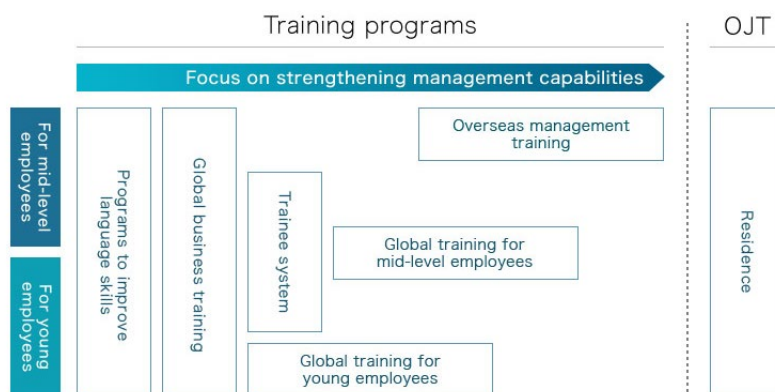 Training programs
OJT
Focus on strengthening management capabilities
For mid-level
employees
For young
employees
Programs to improve
language skills
Global business training
Trainee system
Overseas management
training
Global training for
mid-level employees
Global training for
young employees
Residence